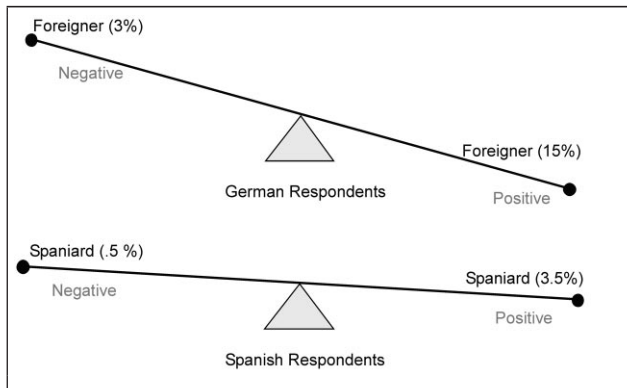 Foreigner (3%)
Negative
Foreigner (15%)
Positive
German Respondents
Spaniard (.5 %)
Negative
Spaniard (3.5%)
Positive
Spanish Respondents